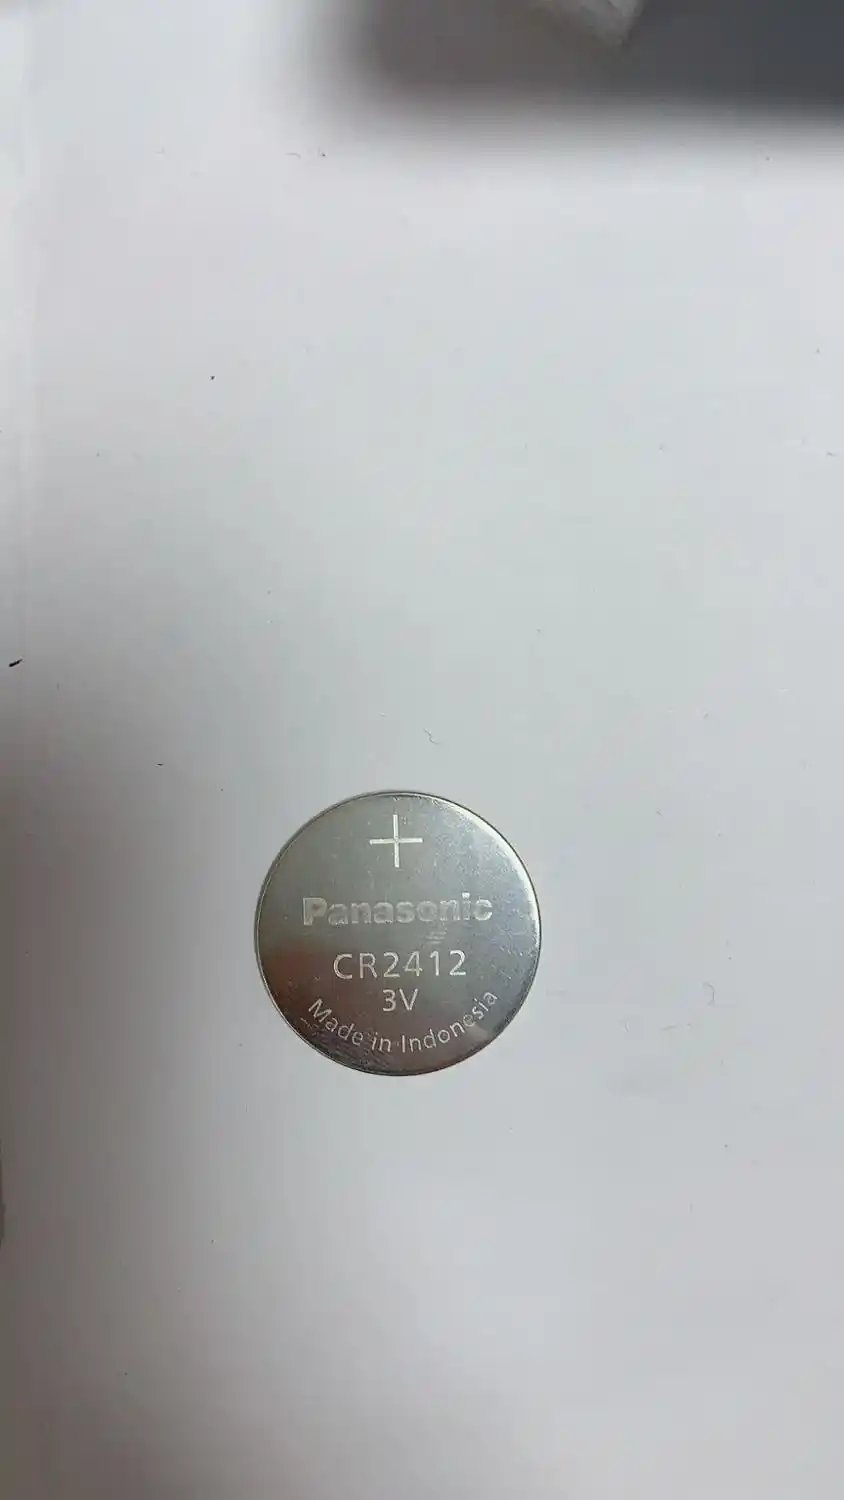 +
Panasonic
CR2412
3V
Made in Indonesia